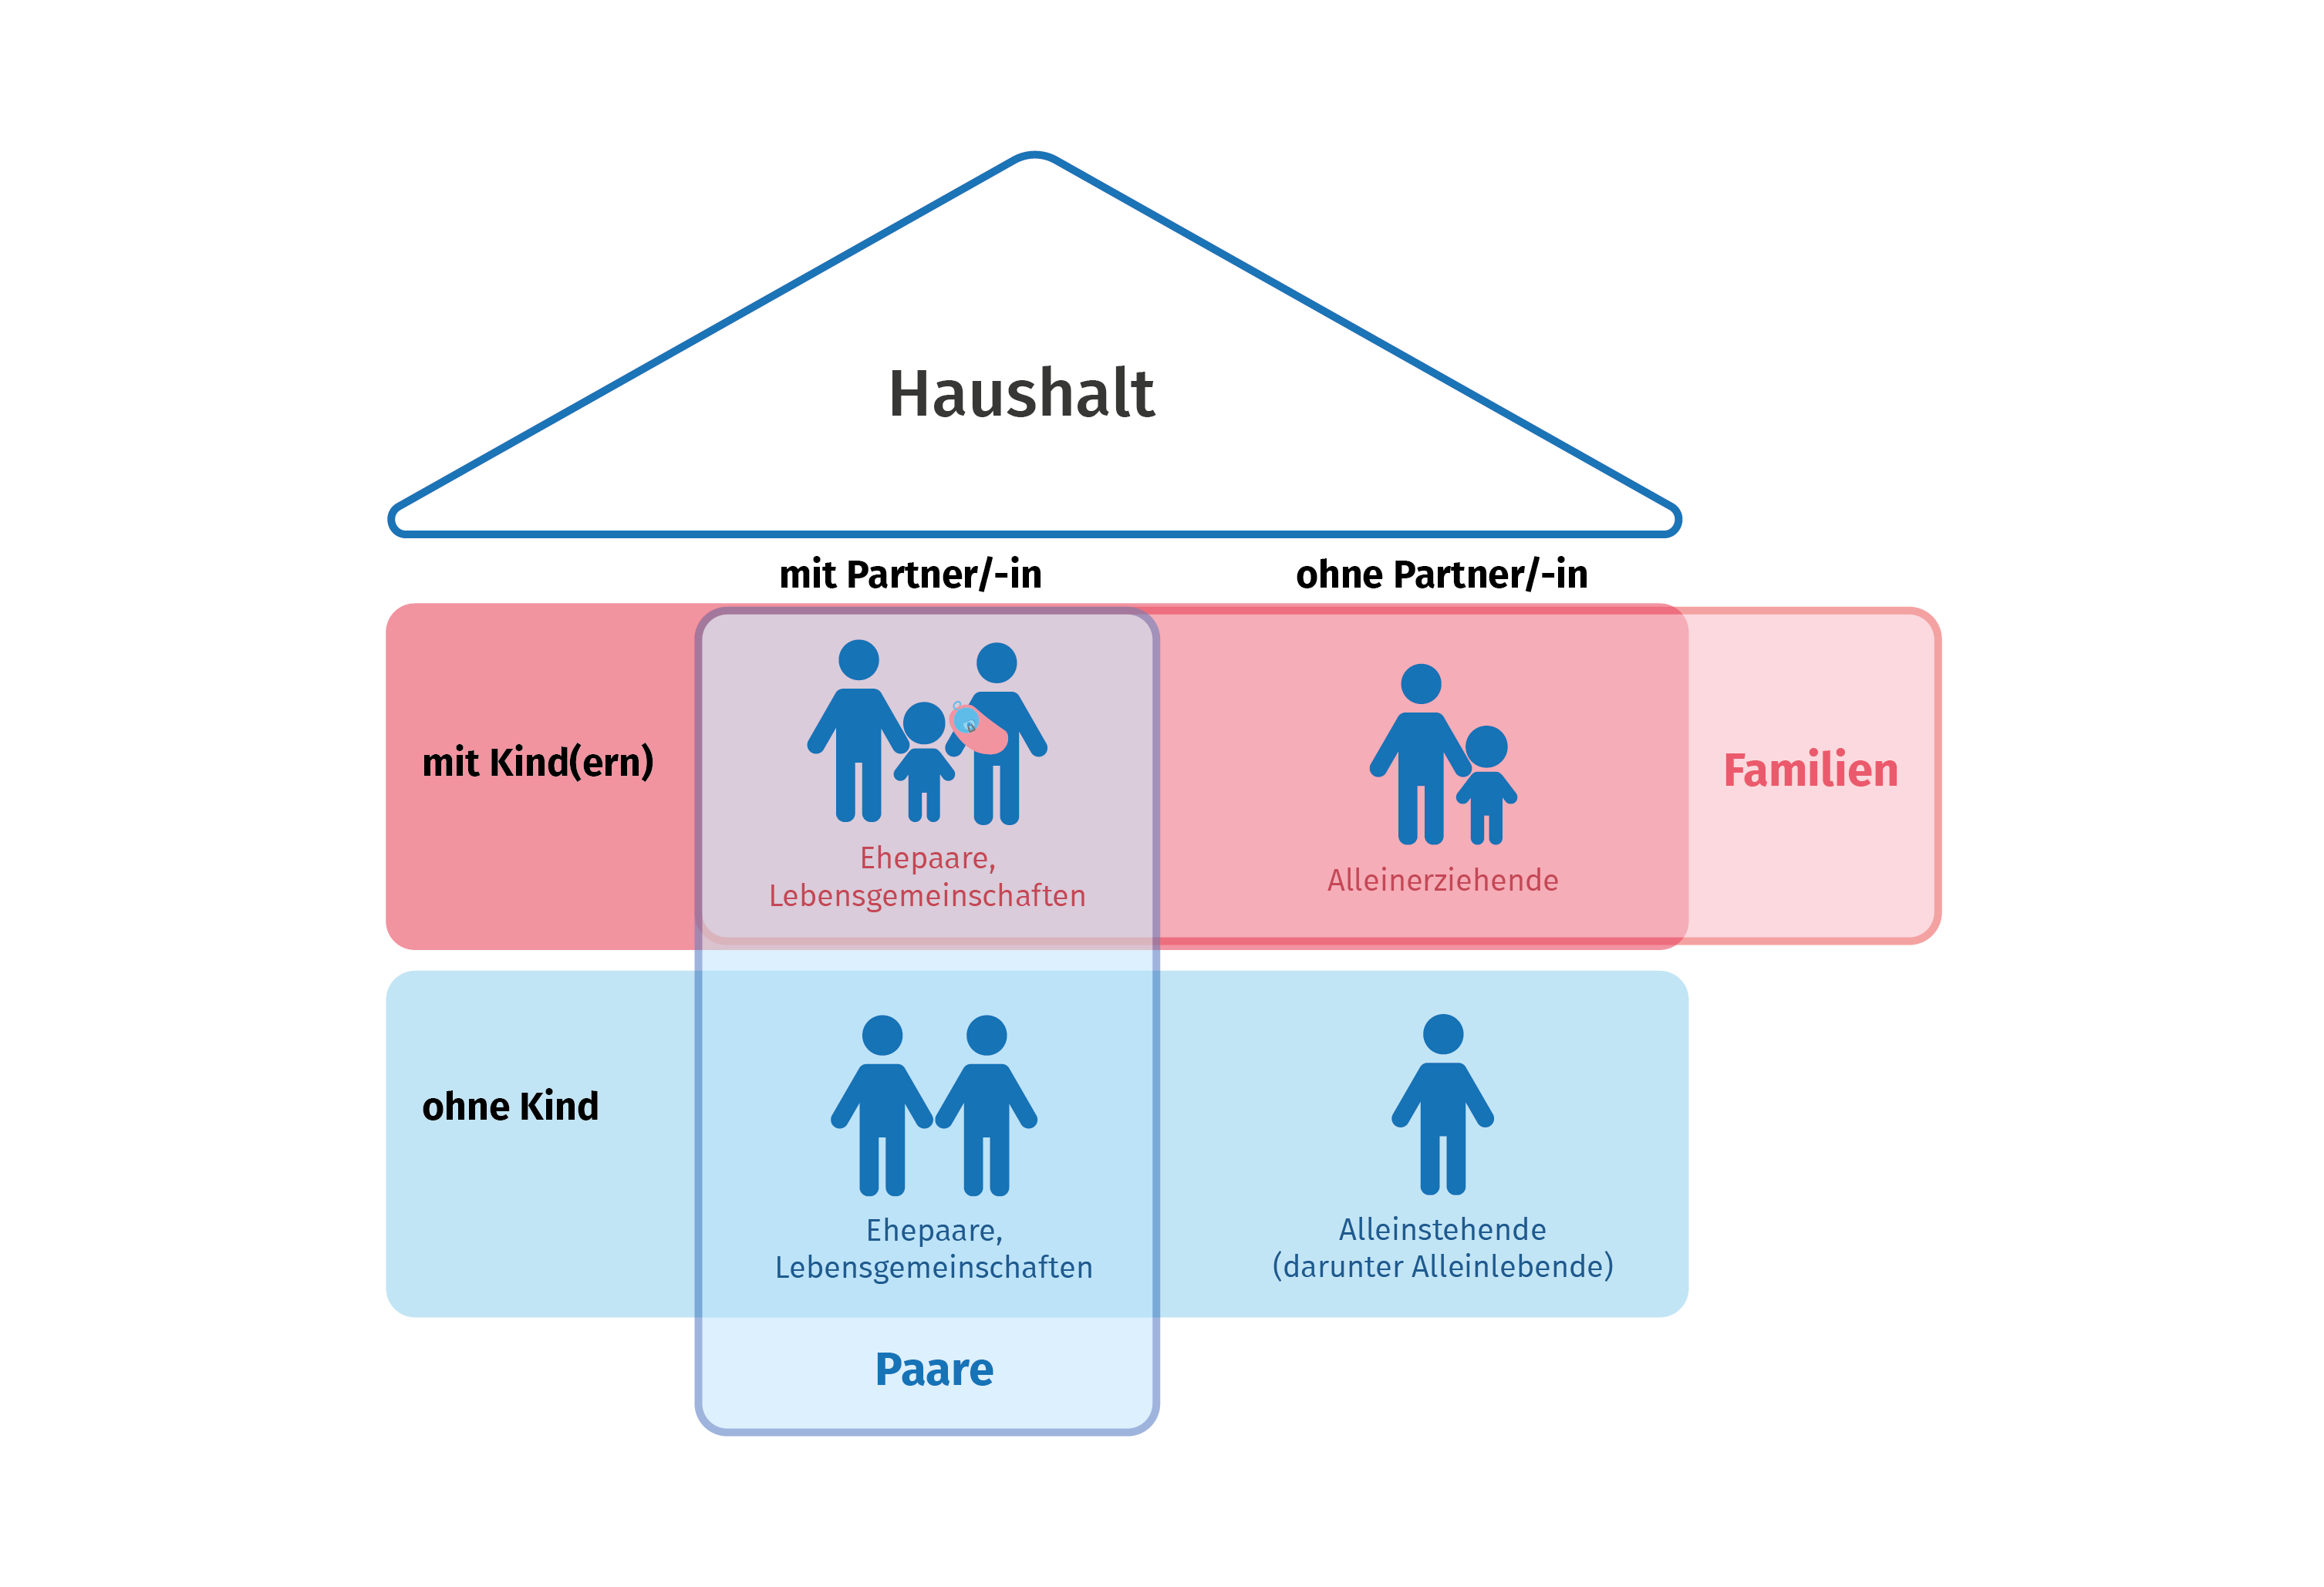 Haushalt
mit Partner/-in
ohne Partner/-in
mit Kind(ern)
Ehepaare,
Lebensgemeinschaften
Alleinerziehende
Familien
ohne Kind
Ehepaare,
Lebensgemeinschaften
Alleinstehende
(darunter Alleinlebende)
Paare